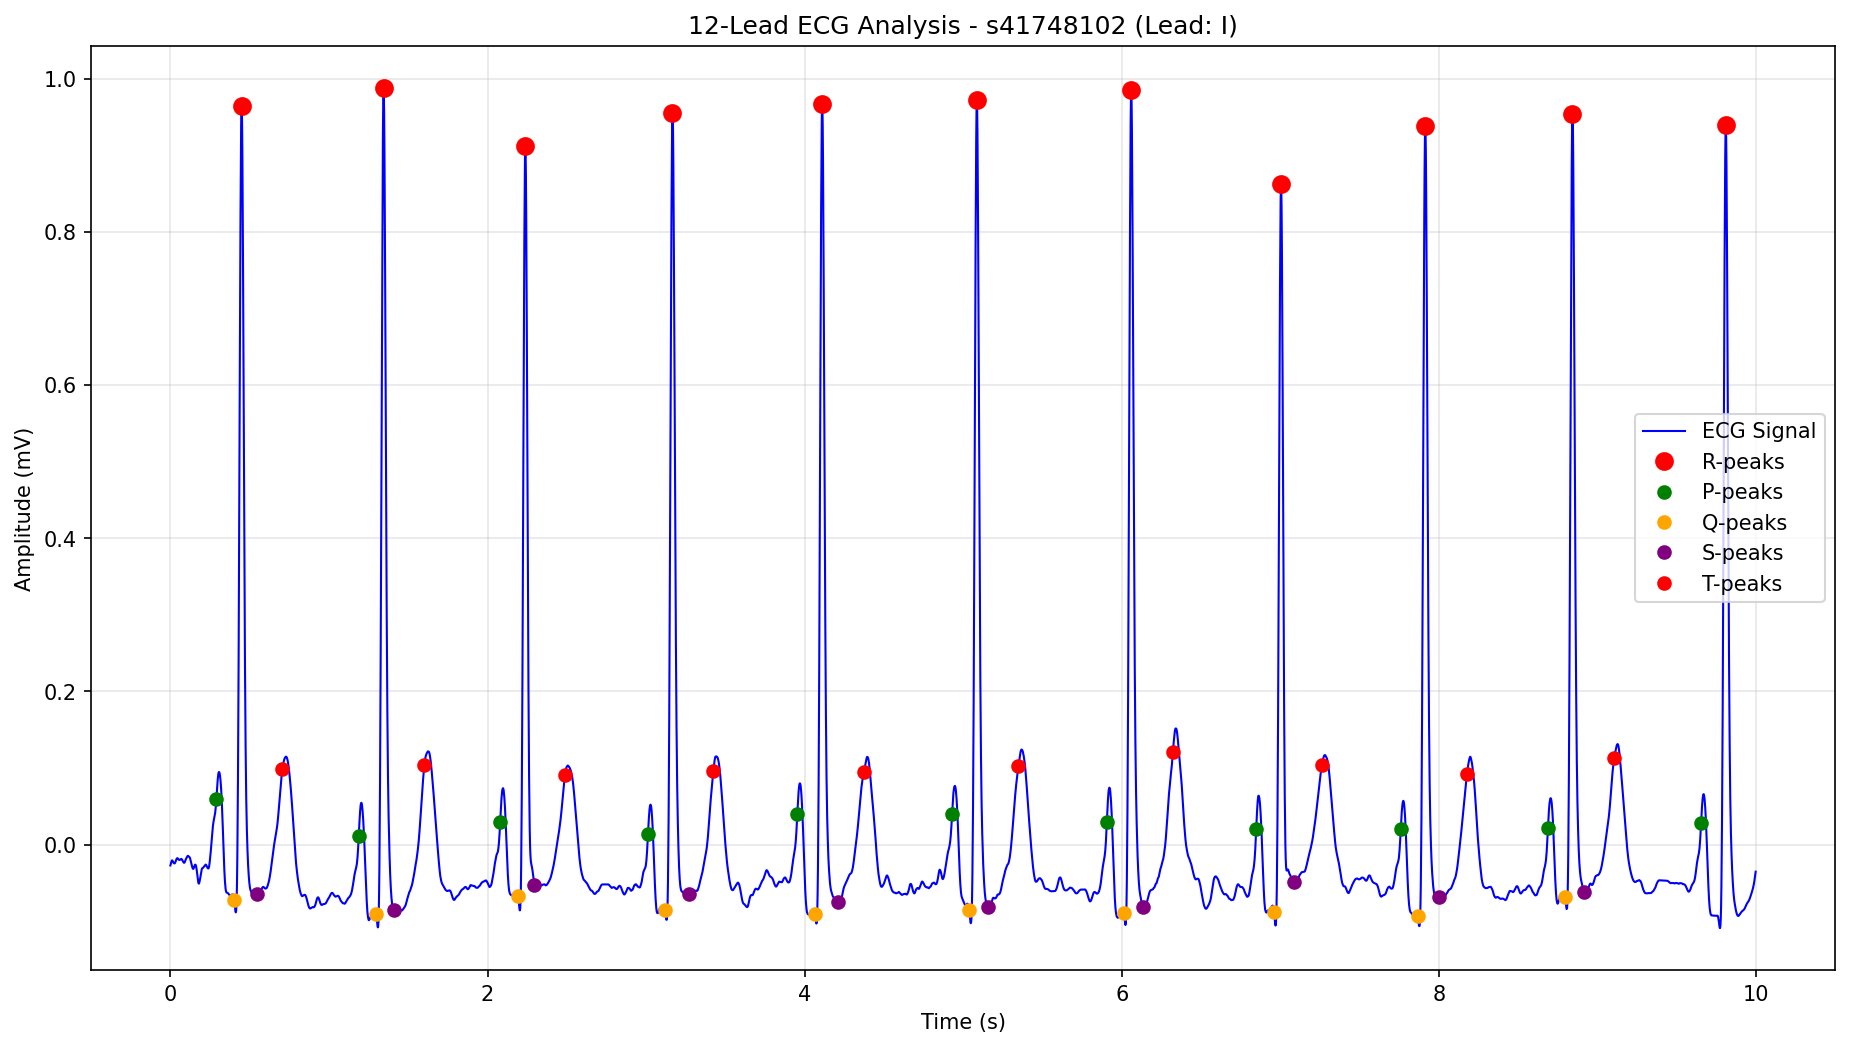 12-Lead ECG Analysis - s41748102 (Lead: I)
Amplitude (mV)
1.0
0.8
0.6
0.4
0.2
0.0
ECG Signal
R-peaks
P-peaks
Q-peaks
S-peaks
T-peaks
0 2 4 6 8 10
Time (s)